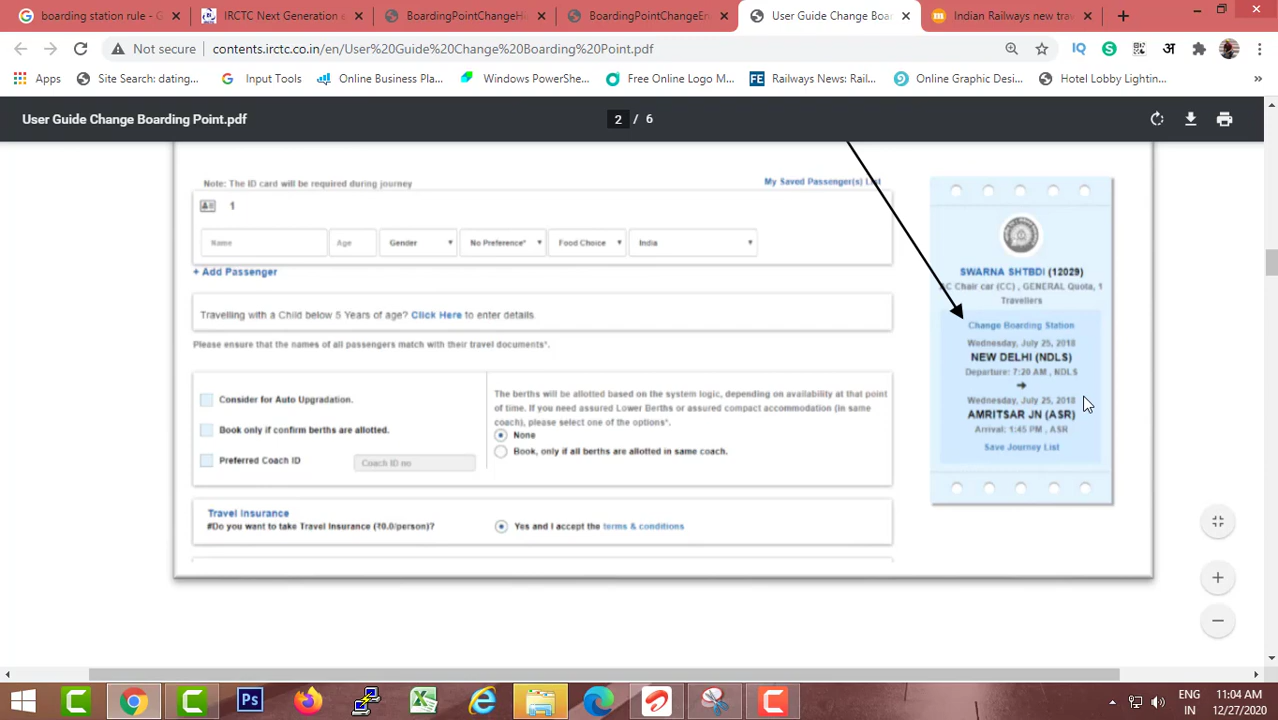 boarding station rule - G
IRCTC Next Generation e
BoardingPointChangeHe
BoardingPointChangeEn
User Guide Change Boar
Indian Railways new tra
Not secure
contents.irctc.co.in/en/User%20Guide%20Change%20Boarding%20Point.pdf
Apps
Site Search: dating...
Input Tools
Online Business Pla...
Windows PowerShe...
Free Online Logo M...
Railways News: Rail...
Online Graphic Desi...
Hotel Lobby Lightin...
User Guide Change Boarding Point.pdf
2 / 6
Note: The ID card will be required during journey
My Saved Passenger(s) List
1
Name
Age
Gender
No Preference*
Food Choice
India
+ Add Passenger
Travelling with a Child below 5 Years of age? Click Here to enter details.
Please ensure that the names of all passengers match with their travel documents*.
Consider for Auto Upgradation.
Book only if confirm berths are allotted.
Preferred Coach ID
Coach ID no
The berths will be allotted based on the system logic, depending on availability at that point
of time. If you need assured Lower Berths or assured compact accommodation (in same
coach), please select one of the options*.
None
Book, only if all berths are allotted in same coach.
Travel Insurance
#Do you want to take Travel Insurance (₹0.0/person)?
Yes and I accept the terms & conditions
SWARNA SHTBDI (12029)
AC Chair car (CC) , GENERAL Quota, 1
Travellers
Change Boarding Station
Wednesday, July 25, 2018
NEW DELHI (NDLS)
Departure: 7:20 AM , NDLS
Wednesday, July 25, 2018
AMRITSAR JN (ASR)
Arrival: 1:45 PM , ASR
Save Journey List
ENG
IN
11:04 AM
12/27/2020